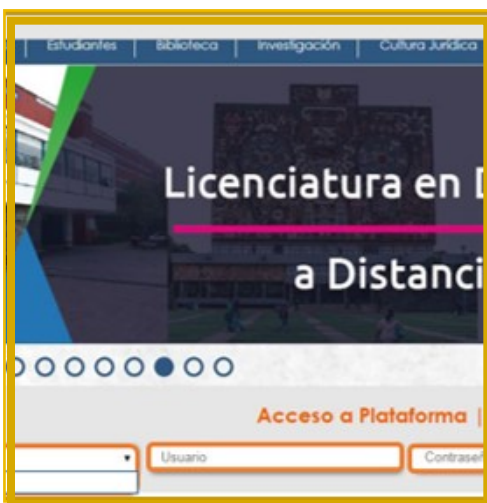 Estudiantes | Biblioteca | Investigación | Cultura Jurídica
Licenciatura en D
a Distanci
Acceso a Plataforma |
Usuario
Contraseñ